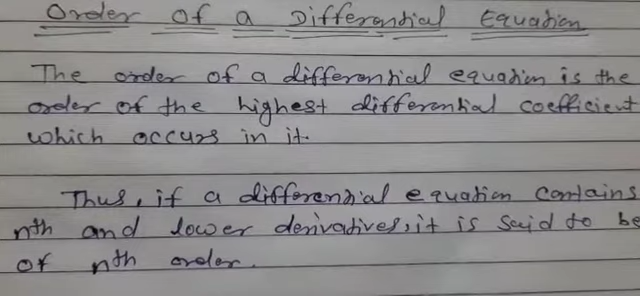 Order of a Differential Equation
The order of a differential equation is the
order of the highest differential coefficient
which occurs in it.
Thus, if a differential equation contains
nth and lower derivatives, it is said to be
of nth order.